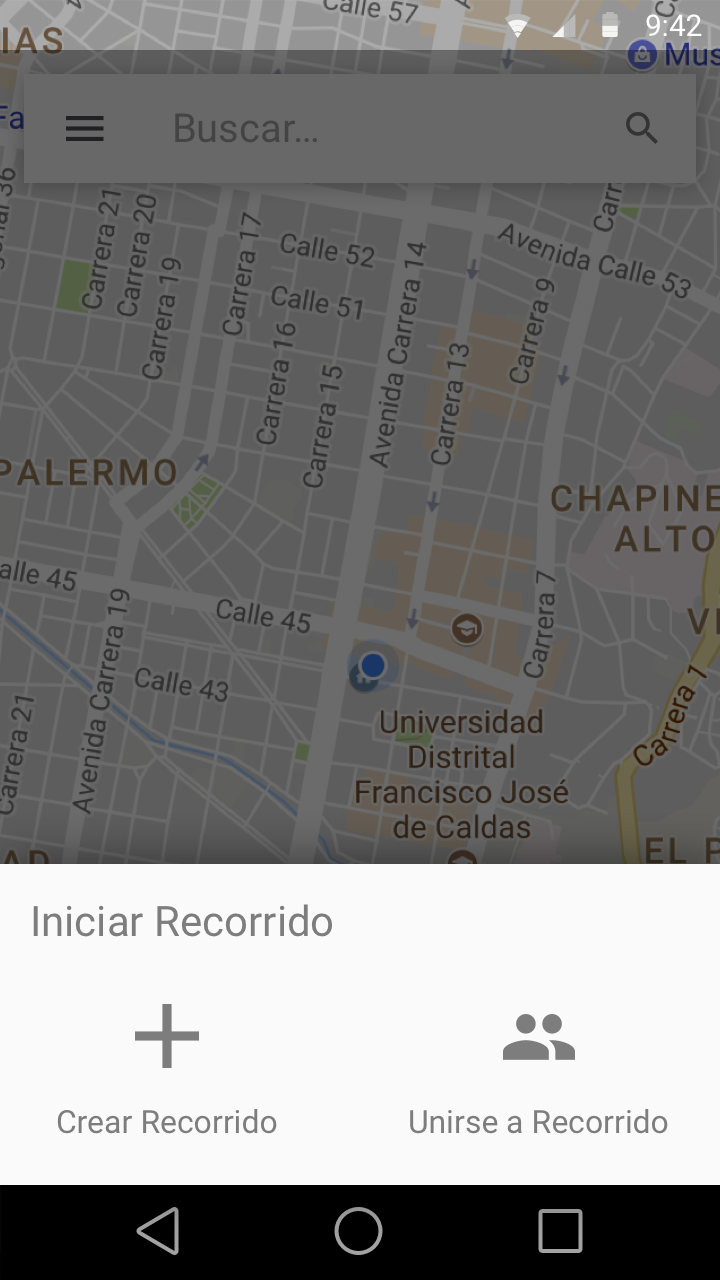 Calle 57
9:42
IAS
Mus
Fa
Buscar...
Carrera 21
Carrera 20
Carrera 19
Carrera 17
Calle 52
Calle 51
Carrera 16
Carrera 15
Avenida Carrera 14
Carrera 13
Carrera 9
Carr
Avenida Calle 53
PALERMO
CHAPINE
ALTO
alle 45
Calle 45
Avenida Carrera 19
Calle 43
Carrera 21
Carrera 7
VI
Carrera 1
Universidad
Distrital
Francisco José
de Caldas
AD
EL P
Iniciar Recorrido
Crear Recorrido
Unirse a Recorrido